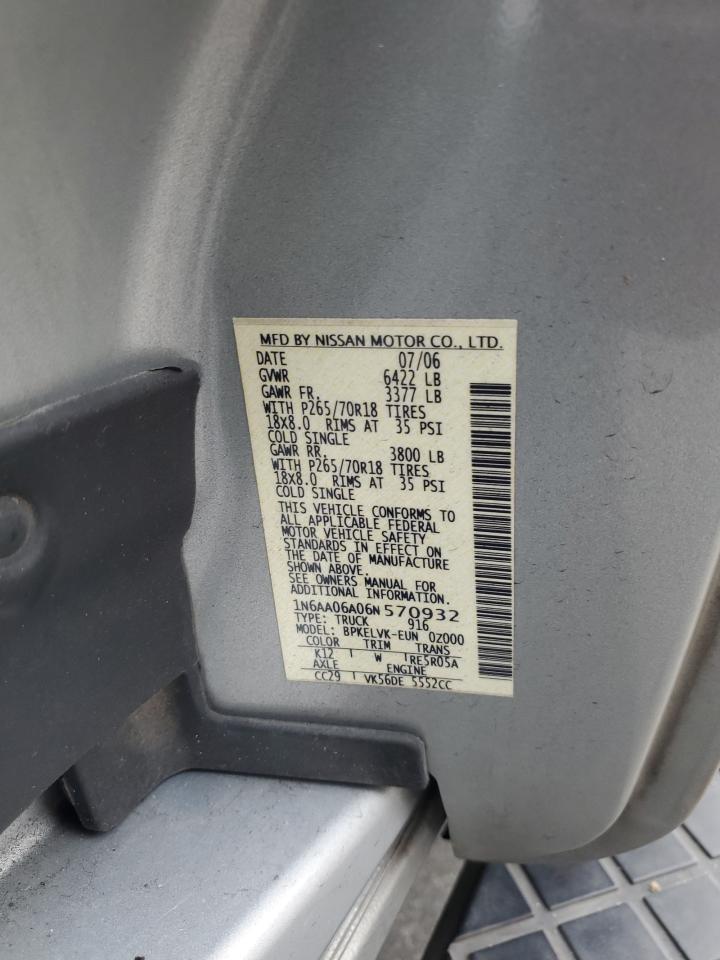 MFD BY NISSAN MOTOR CO., LTD.
DATE 07/06
GVWR 6422 LB
GAWR FR. 3377 LB
WITH P265/70R18 TIRES
18X8.0 RIMS AT 35 PSI
COLD SINGLE
GAWR RR. 3800 LB
WITH P265/70R18 TIRES
18X8.0 RIMS AT 35 PSI
COLD SINGLE
THIS VEHICLE CONFORMS TO
ALL APPLICABLE FEDERAL
MOTOR VEHICLE SAFETY
STANDARDS IN EFFECT ON
THE DATE OF MANUFACTURE
SHOWN ABOVE.
SEE OWNERS MANUAL FOR
ADDITIONAL INFORMATION.
1N6AA06A06N570932
TYPE: TRUCK 916
MODEL: BPKELVK-EUN 0Z000
COLOR TRIM TRANS
K12 W RE5R05A
AXLE ENGINE
CC29 VK56DE 5552CC